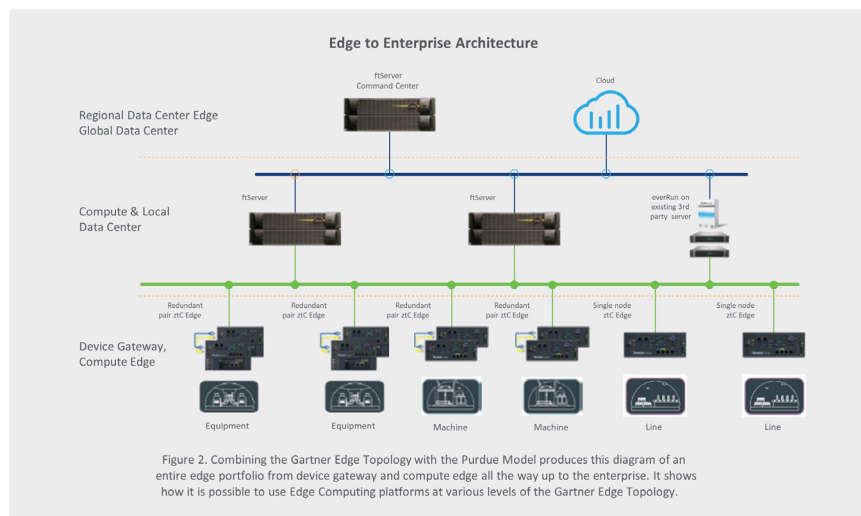 Edge to Enterprise Architecture
ftServer
Command Center
Cloud
Regional Data Center Edge
Global Data Center
ftServer
ftServer
everRun on
existing 3rd
party server
Compute & Local
Data Center
Redundant
pair ztC Edge
Redundant
pair ztC Edge
Redundant
pair ztC Edge
Redundant
pair ztC Edge
Single node
ztC Edge
Single node
ztC Edge
Device Gateway,
Compute Edge
Equipment
Equipment
Machine
Machine
Line
Line
Figure 2. Combining the Gartner Edge Topology with the Purdue Model produces this diagram of an
entire edge portfolio from device gateway and compute edge all the way up to the enterprise. It shows
how it is possible to use Edge Computing platforms at various levels of the Gartner Edge Topology.